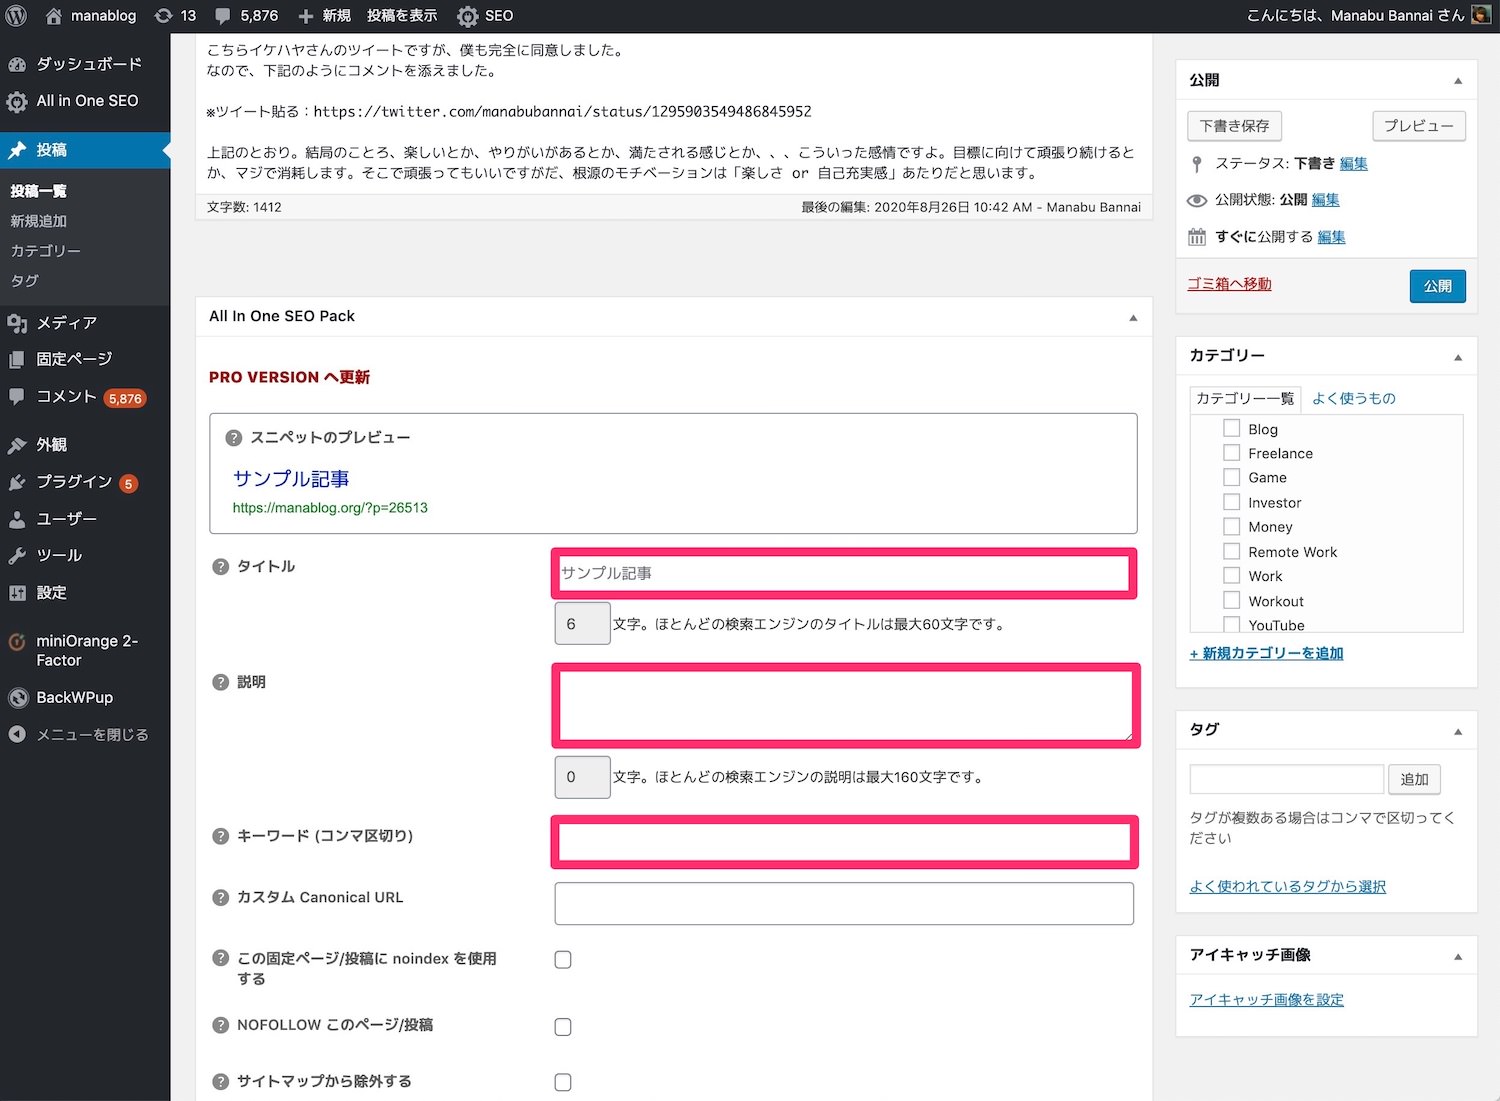 manablog 13 5,876 新規 投稿を表示 SEO
こんにちは、Manabu Bannai さん
ダッシュボード
All in One SEO
投稿
投稿一覧
新規追加
カテゴリー
タグ
メディア
固定ページ
コメント 5,876
外観
プラグイン 5
ユーザー
ツール
設定
miniOrange 2-
Factor
BackWPup
メニューを閉じる
こちらイケハヤさんのツイートですが、僕も完全に同意しました。
なので、下記のようにコメントを添えました。
※ツイート貼る：https://twitter.com/manabubannai/status/1295903549486845952
上記のとおり。結局のことろ、楽しいとか、やりがいがあるとか、満たされる感じとか、、、こういった感情ですよ。目標に向けて頑張り続けると
か、マジで消耗します。そこで頑張ってもいいですがだ、根源のモチベーションは「楽しさ or 自己充実感」あたりだと思います。
文字数: 1412
最後の編集: 2020年8月26日 10:42 AM - Manabu Bannai
All In One SEO Pack
PRO VERSION へ更新
? スニペットのプレビュー
サンプル記事
https://manablog.org/?p=26513
? タイトル
サンプル記事
6 文字。ほとんどの検索エンジンのタイトルは最大60文字です。
? 説明
0 文字。ほとんどの検索エンジンの説明は最大160文字です。
? キーワード (コンマ区切り)
? カスタム Canonical URL
? この固定ページ/投稿に noindex を使用
する
? NOFOLLOW このページ/投稿
? サイトマップから除外する
公開
下書き保存 プレビュー
ステータス: 下書き 編集
公開状態: 公開 編集
すぐに公開する 編集
ゴミ箱へ移動 公開
カテゴリー
カテゴリー一覧 よく使うもの
Blog
Freelance
Game
Investor
Money
Remote Work
Work
Workout
YouTube
+ 新規カテゴリーを追加
タグ
追加
タグが複数ある場合はコンマで区切ってく
ださい
よく使われているタグから選択
アイキャッチ画像
アイキャッチ画像を設定